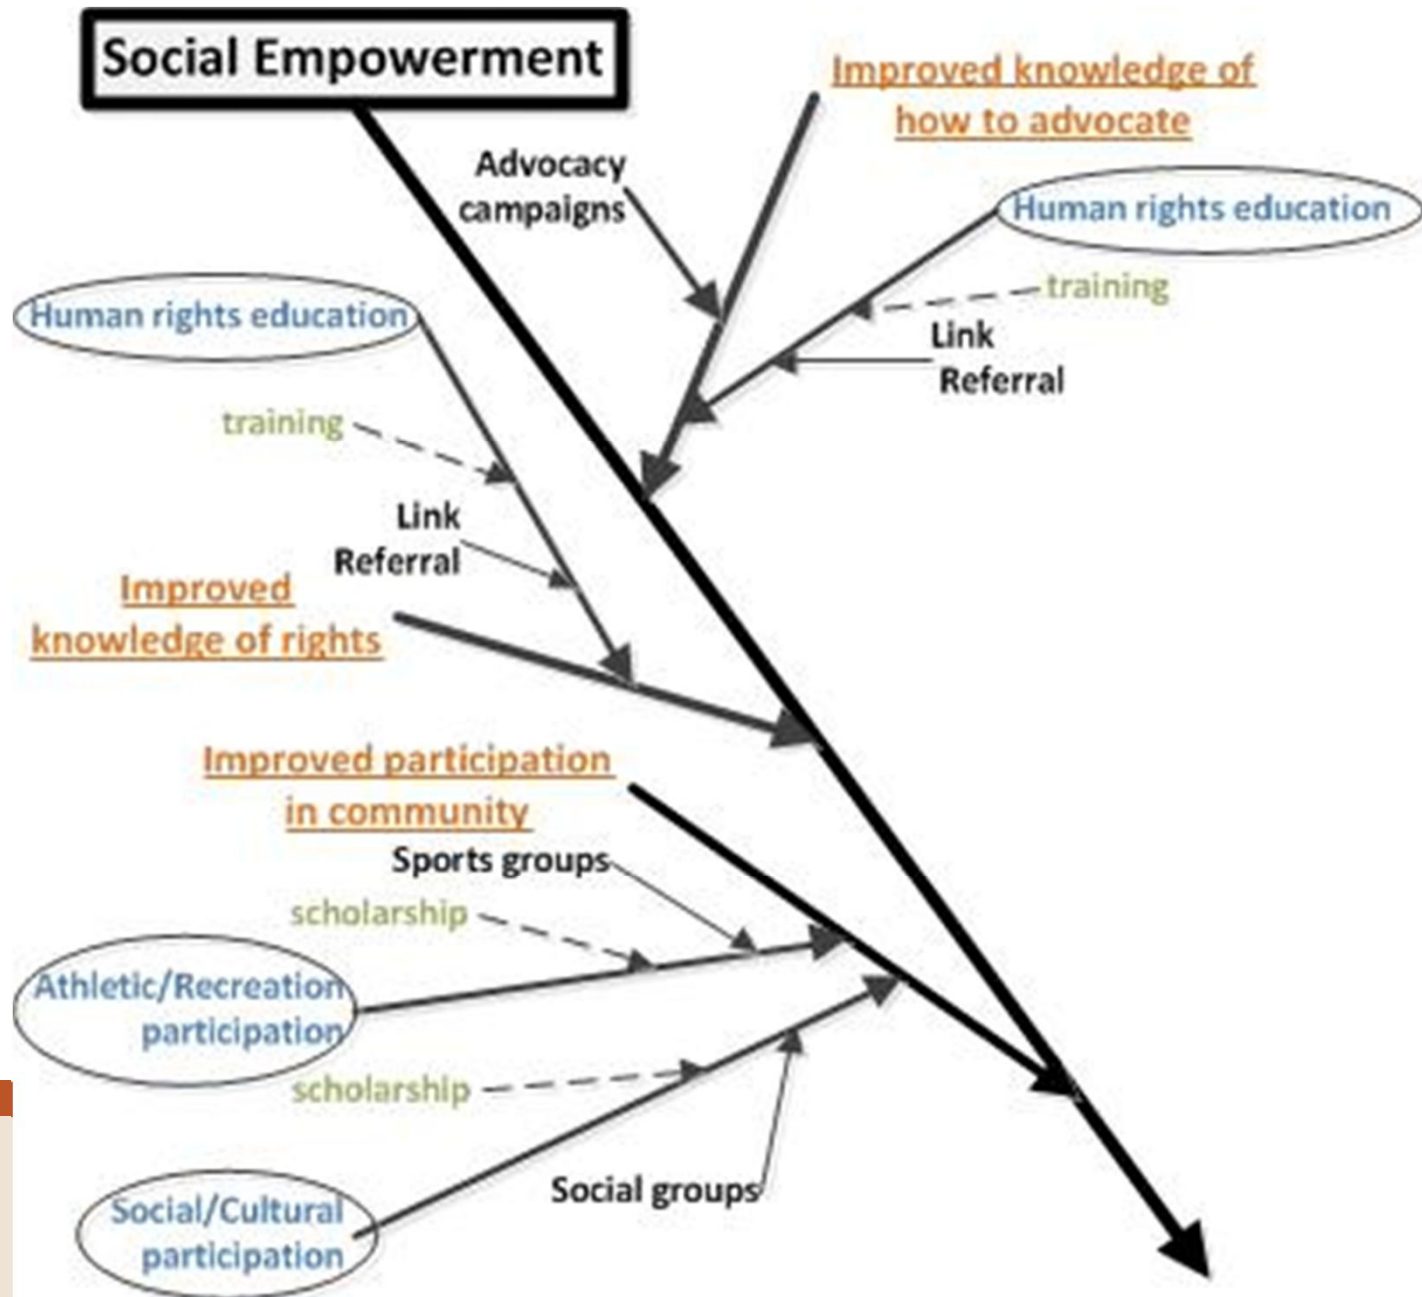 Social Empowerment
Improved knowledge of
how to advocate
Advocacy
campaigns
Human rights education
training
Link
Referral
Human rights education
training
Link
Referral
Improved
knowledge of rights
Improved participation
in community
Sports groups
scholarship
Athletic/Recreation
participation
scholarship
Social groups
Social/Cultural
participation